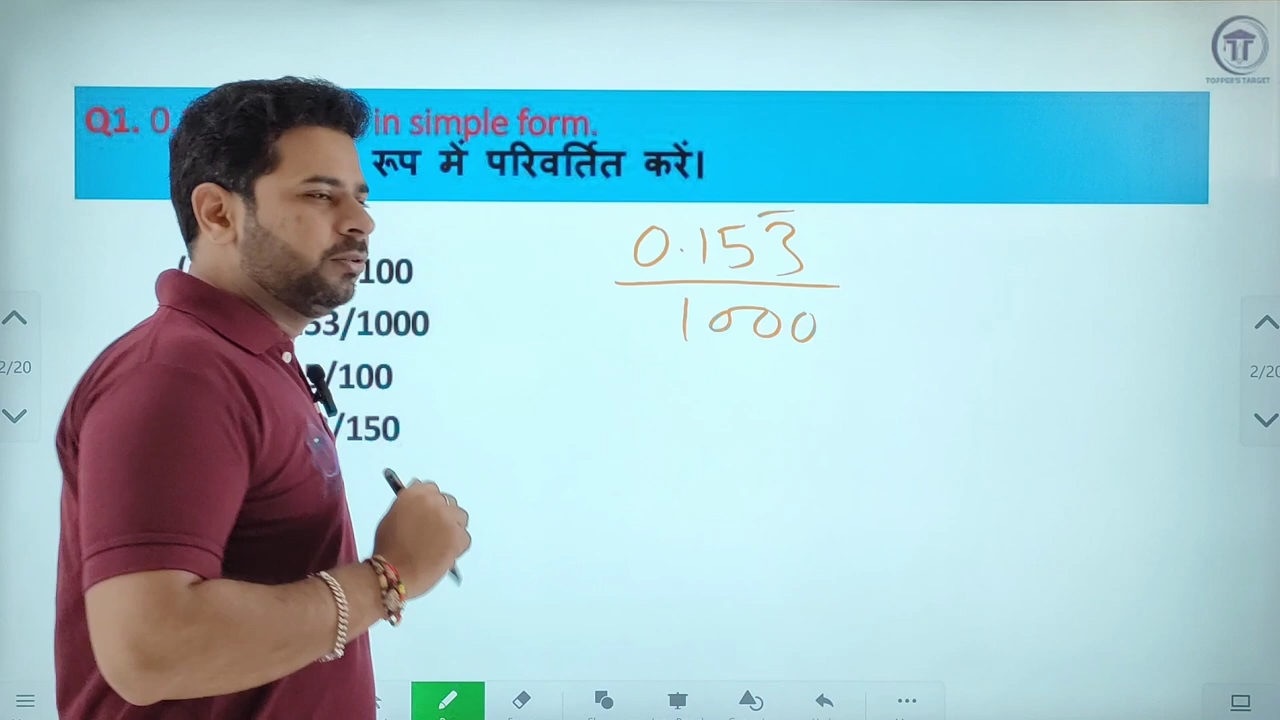 TOPPER'S TARGET
Q1. 0 in simple form.
रूप में परिवर्तित करें।
100
53/1000
/100
/150
0.153̅
1000
2/20
2/20